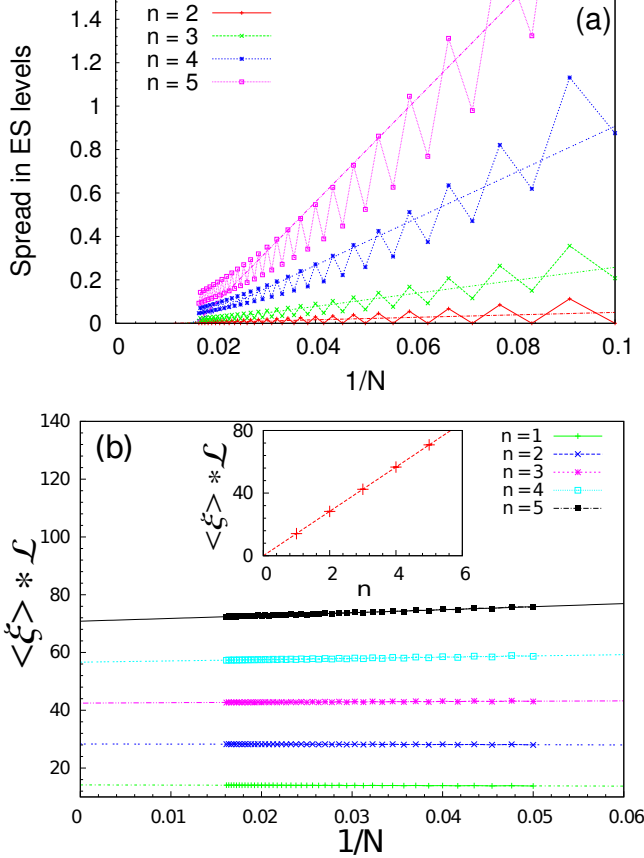 (a)
1.4
1.2
1
0.8
0.6
0.4
0.2
0
Spread in ES levels
n = 2
n = 3
n = 4
n = 5
0 0.02 0.04 0.06 0.08 0.1
1/N
(b)
140
120
100
80
60
40
20
<ξ> * ℒ
80
40
0
<ξ> * ℒ
0 2 4 6
n
n = 1
n = 2
n = 3
n = 4
n = 5
0 0.01 0.02 0.03 0.04 0.05 0.06
1/N